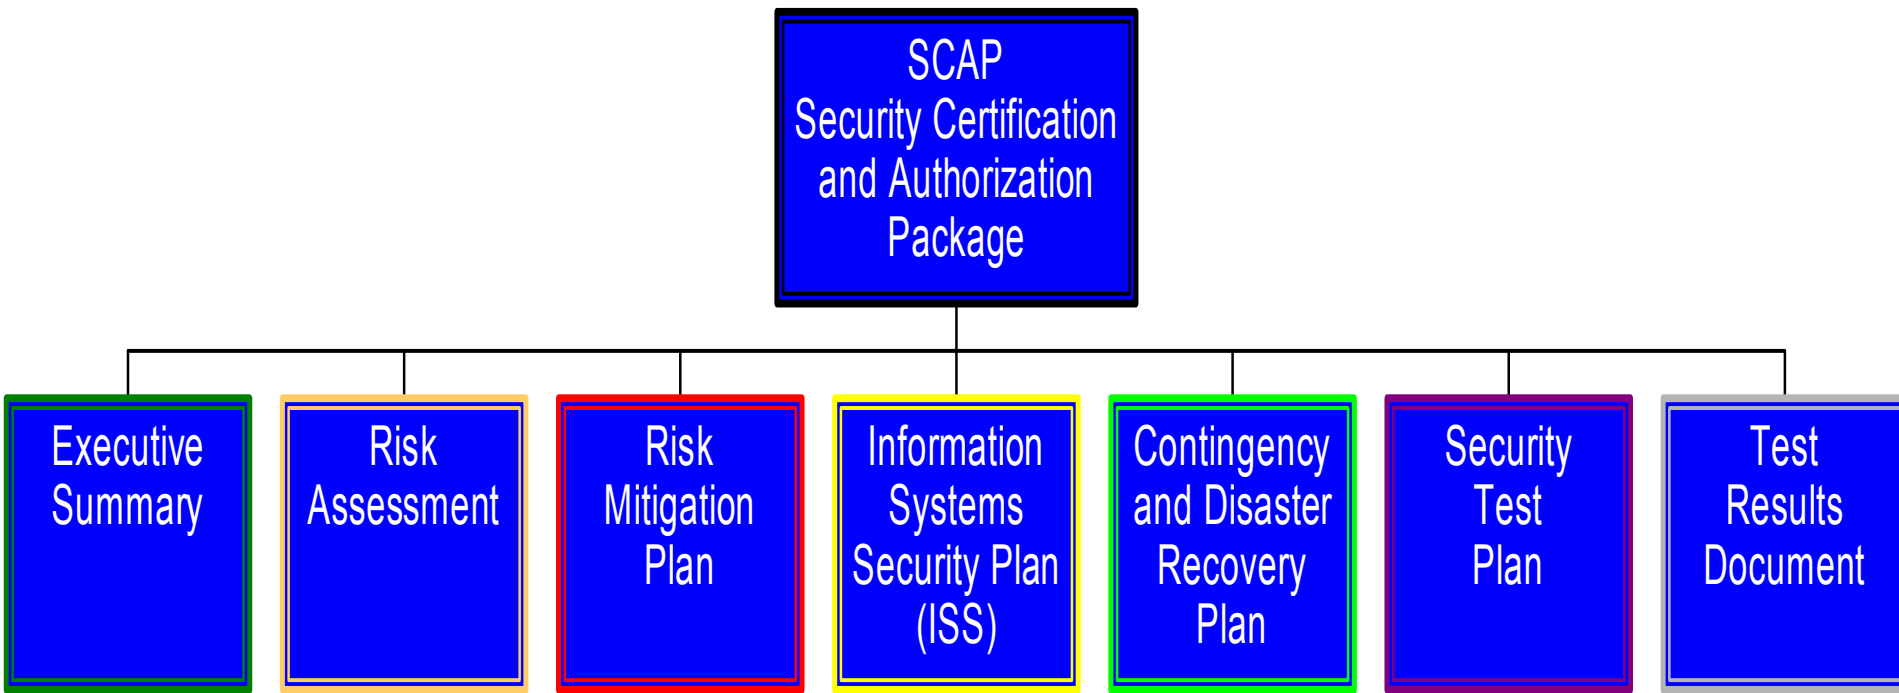 SCAP
Security Certification
and Authorization
Package
Executive
Summary
Risk
Assessment
Risk
Mitigation
Plan
Information
Systems
Security Plan
(ISS)
Contingency
and Disaster
Recovery
Plan
Security
Test
Plan
Test
Results
Document